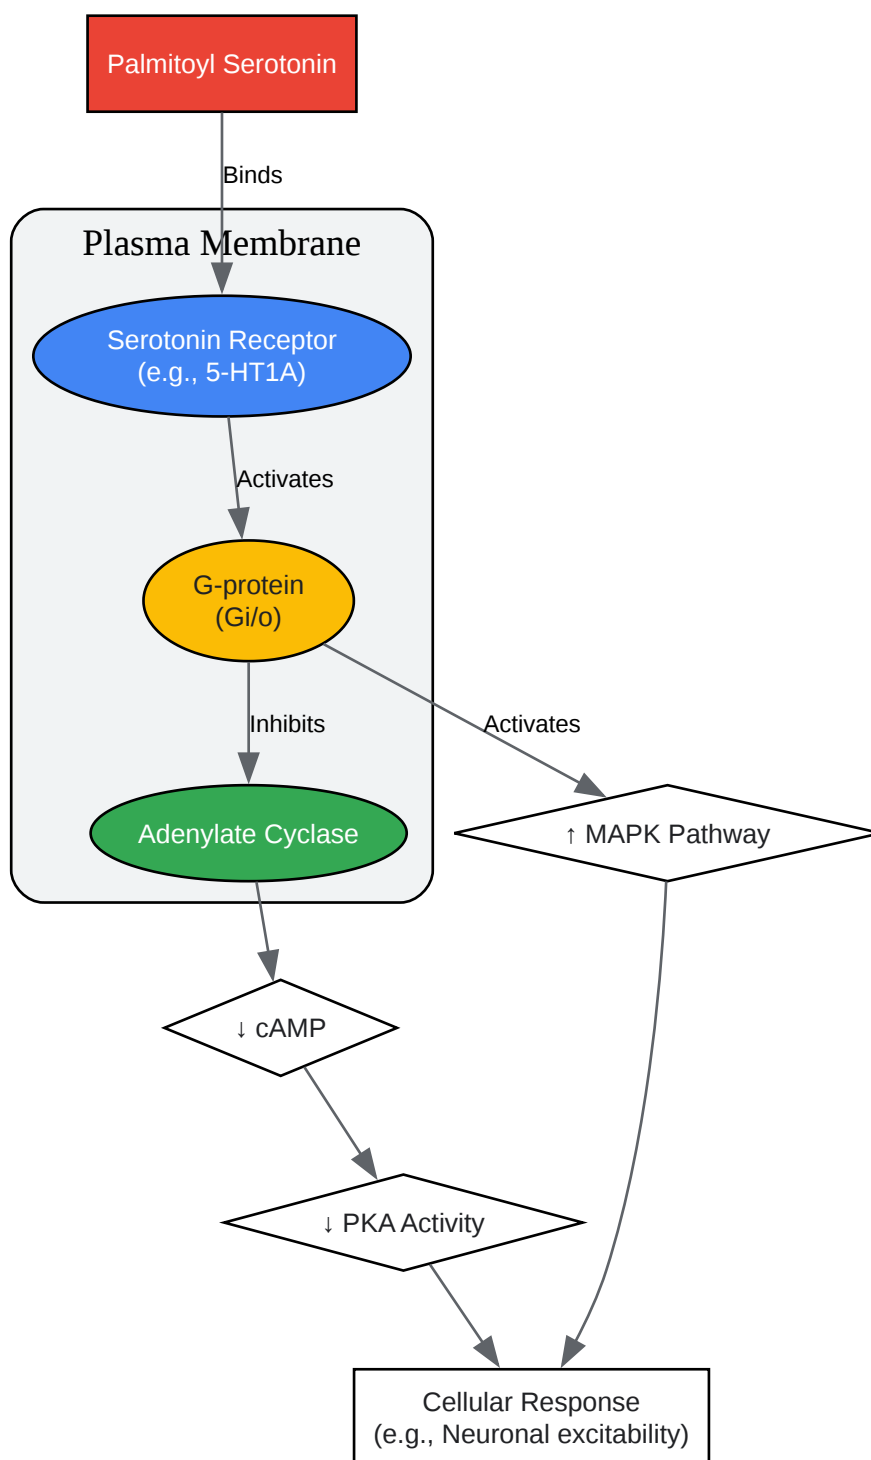 Palmitoyl Serotonin
Binds
Plasma Membrane
Serotonin Receptor
(e.g., 5-HT1A)
Activates
G-protein
(Gi/o)
Inhibits
Activates
Adenylate Cyclase
↑ MAPK Pathway
↓ cAMP
↓ PKA Activity
Cellular Response
(e.g., Neuronal excitability)